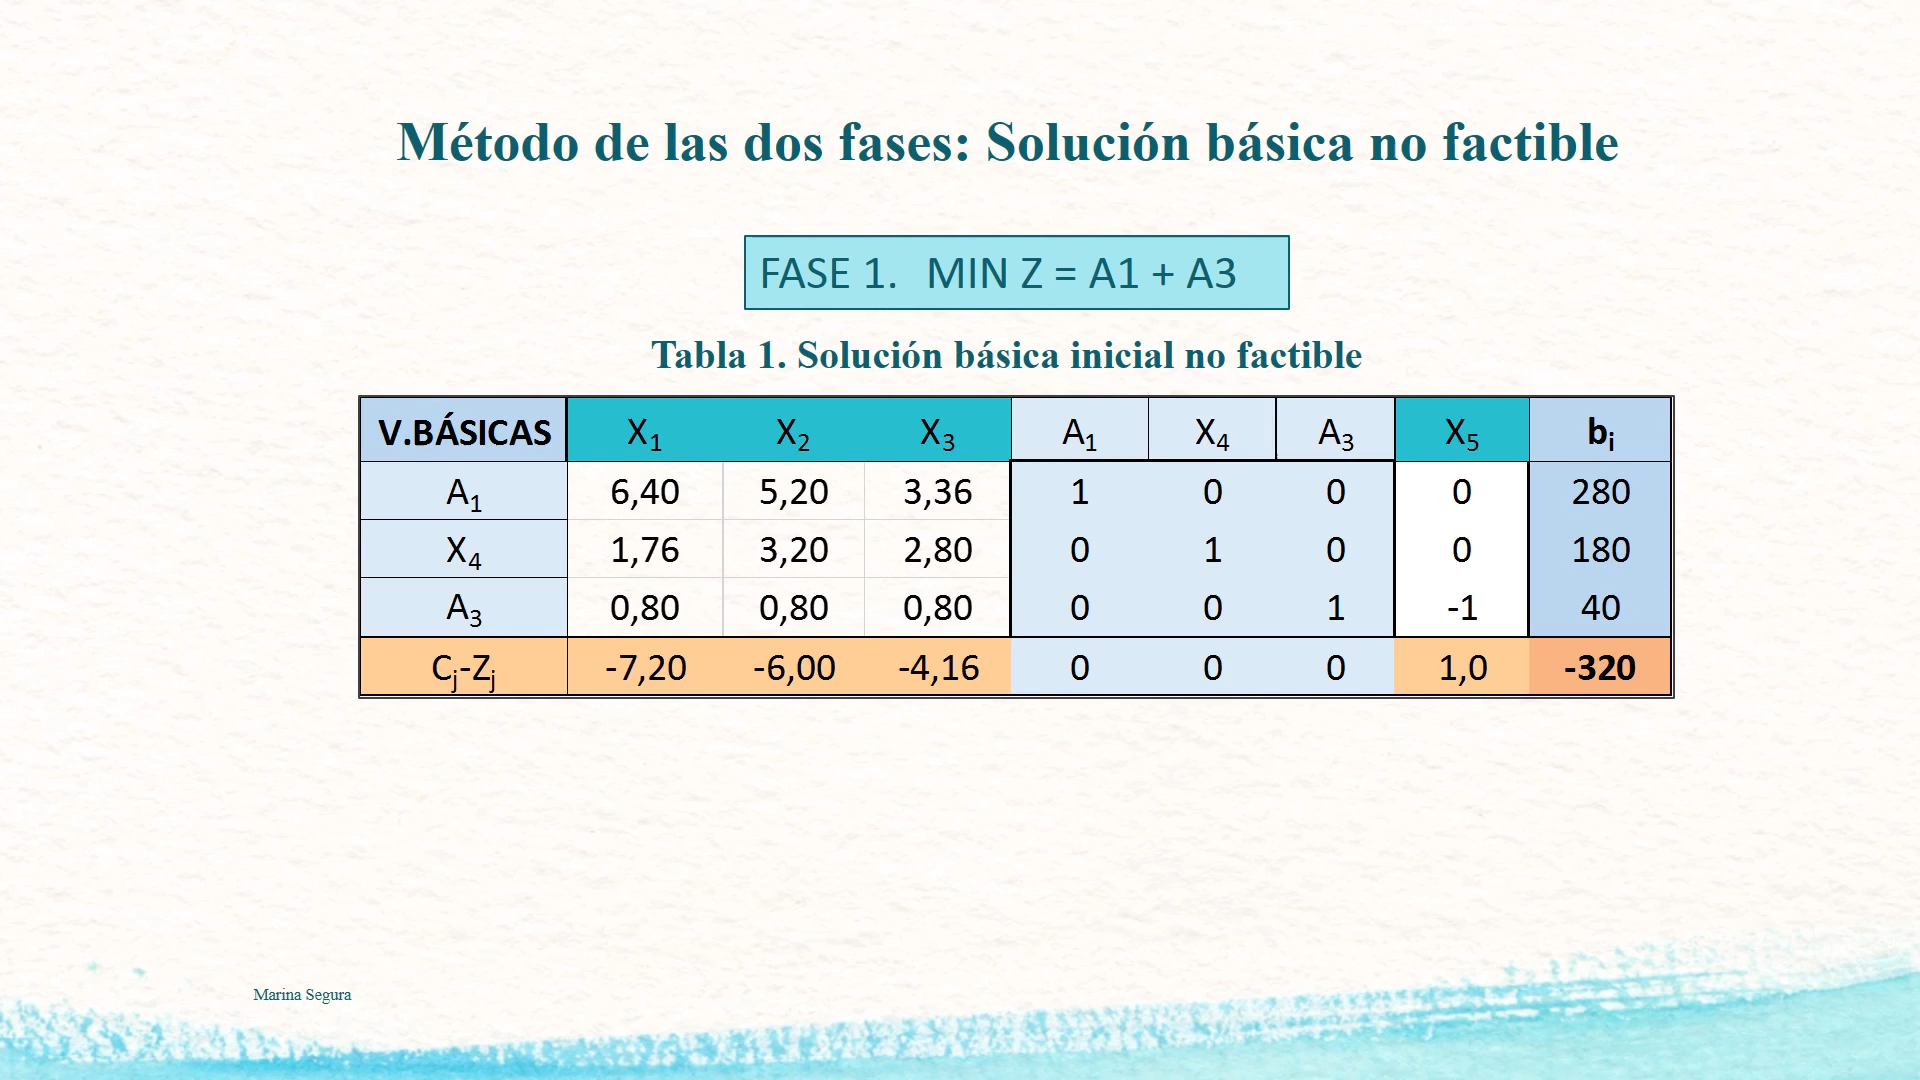 Método de las dos fases: Solución básica no factible
FASE 1. MIN Z = A1 + A3
Tabla 1. Solución básica inicial no factible
V.BÁSICAS X₁ X₂ X₃ A₁ X₄ A₃ X₅ bᵢ
A₁ 6,40 5,20 3,36 1 0 0 0 280
X₄ 1,76 3,20 2,80 0 1 0 0 180
A₃ 0,80 0,80 0,80 0 0 1 -1 40
Cⱼ-Zⱼ -7,20 -6,00 -4,16 0 0 0 1,0 -320
Marina Segura